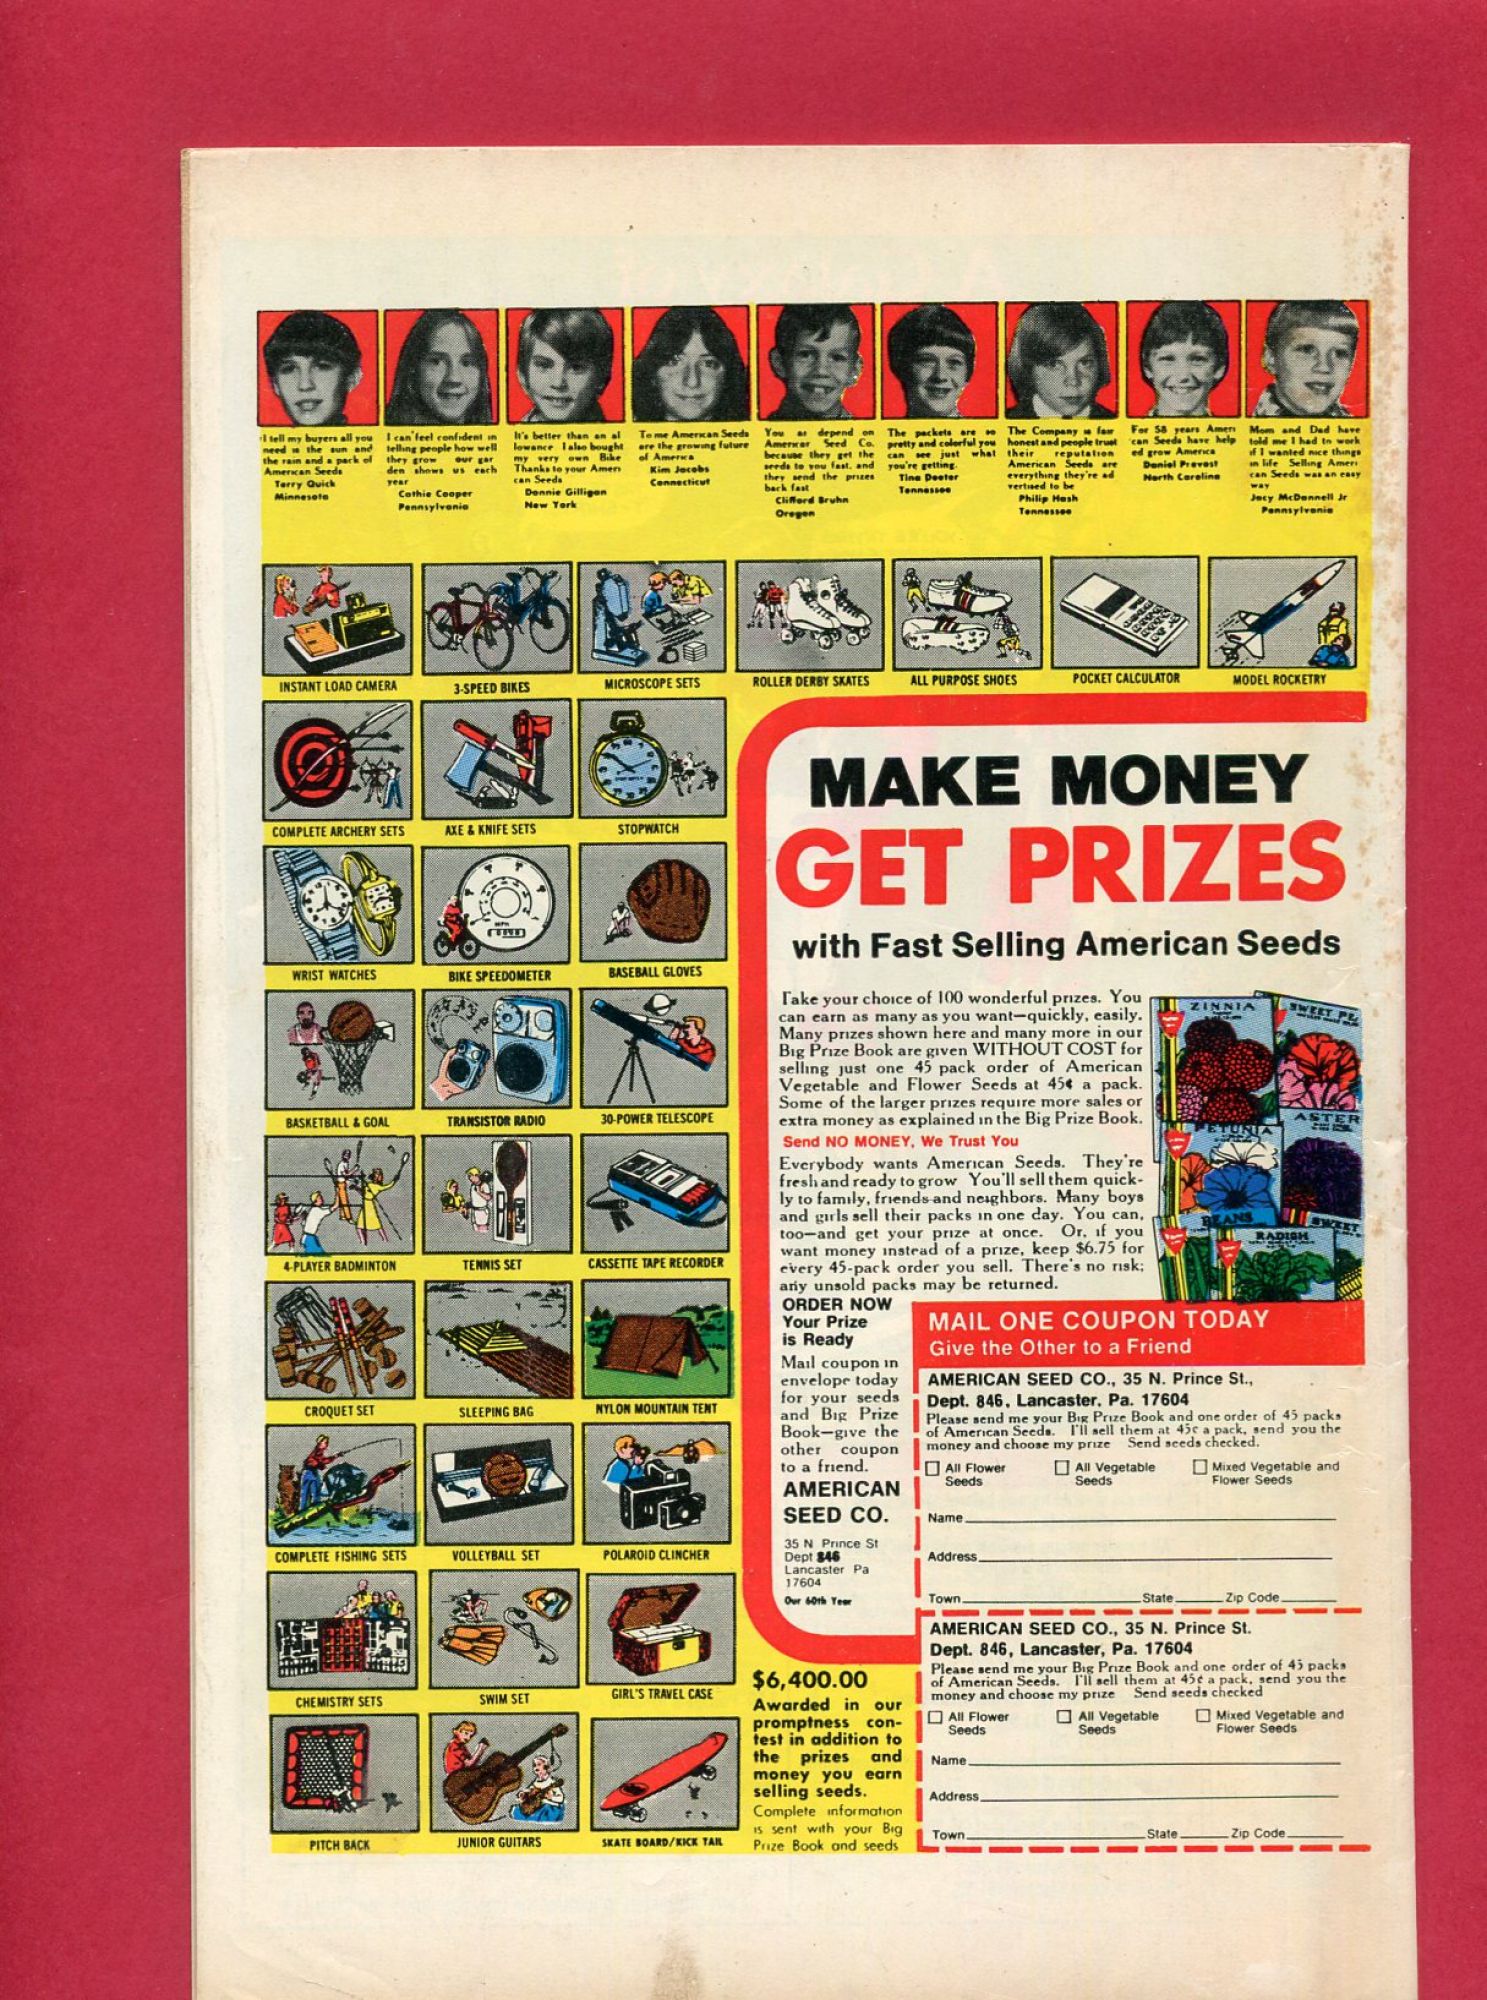 I tell my buyers all you
need is the sun and
the rain and a pack of
American Seeds
Terry Quick
Minnesota
I can feel confident in
telling people how well
they grow our gar
den shows us each
year
Cathie Cooper
Pennsylvania
It's better than an al
lowance I also bought
my very own Bike
Thanks to your Ameri
can Seeds
Donnie Gilligan
New York
To me American Seeds
are the growing future
of America
Kim Jacobs
Connecticut
You as depend on
American Seed Co.
because they get the
seeds to you fast, and
they send the prizes
back fast
Clifford Bruhn
Oregon
The packets are so
pretty and colorful you
can see just what
you're getting.
Tina Deeter
Tennessee
The Company is fair
honest and people trust
their reputation
American Seeds are
everything they're ad
vertised to be
Philip Hash
Tennessee
For 58 years Ameri
can Seeds have help
ed grow America
Daniel Prevost
North Carolina
Mom and Dad have
told me I had to work
if I wanted nice things
in life Selling Ameri
can Seeds was an easy
way
Jacy McDannell Jr
Pennsylvania
INSTANT LOAD CAMERA
3-SPEED BIKES
MICROSCOPE SETS
ROLLER DERBY SKATES
ALL PURPOSE SHOES
POCKET CALCULATOR
MODEL ROCKETRY
COMPLETE ARCHERY SETS
AXE & KNIFE SETS
STOPWATCH
WRIST WATCHES
BIKE SPEEDOMETER
BASEBALL GLOVES
BASKETBALL & GOAL
TRANSISTOR RADIO
30-POWER TELESCOPE
4-PLAYER BADMINTON
TENNIS SET
CASSETTE TAPE RECORDER
CROQUET SET
SLEEPING BAG
NYLON MOUNTAIN TENT
COMPLETE FISHING SETS
VOLLEYBALL SET
POLAROID CLINCHER
CHEMISTRY SETS
SWIM SET
GIRL'S TRAVEL CASE
PITCH BACK
JUNIOR GUITARS
SKATE BOARD/KICK TAIL
MAKE MONEY
GET PRIZES
with Fast Selling American Seeds
Take your choice of 100 wonderful prizes. You
can earn as many as you want—quickly, easily.
Many prizes shown here and many more in our
Big Prize Book are given WITHOUT COST for
selling just one 45 pack order of American
Vegetable and Flower Seeds at 45¢ a pack.
Some of the larger prizes require more sales or
extra money as explained in the Big Prize Book.
Send NO MONEY, We Trust You
Everybody wants American Seeds. They're
fresh and ready to grow You'll sell them quick-
ly to family, friends and neighbors. Many boys
and girls sell their packs in one day. You can,
too—and get your prize at once. Or, if you
want money instead of a prize, keep $6.75 for
every 45-pack order you sell. There's no risk;
any unsold packs may be returned.
ZINNIA
SWEET PE
ASTER
PETUNIA
BEANS
SWEET
RADISH
ORDER NOW
Your Prize
is Ready
Mail coupon in
envelope today
for your seeds
and Big Prize
Book—give the
other coupon
to a friend.
AMERICAN
SEED CO.
35 N Prince St
Dept 846
Lancaster Pa
17604
Our 60th Year
MAIL ONE COUPON TODAY
Give the Other to a Friend
AMERICAN SEED CO., 35 N. Prince St.,
Dept. 846, Lancaster, Pa. 17604
Please send me your Big Prize Book and one order of 45 packs
of American Seeds. I'll sell them at 45c a pack, send you the
money and choose my prize Send seeds checked.
All Flower Seeds
All Vegetable Seeds
Mixed Vegetable and Flower Seeds
Name
Address
Town State Zip Code
AMERICAN SEED CO., 35 N. Prince St.
Dept. 846, Lancaster, Pa. 17604
Please send me your Big Prize Book and one order of 45 packs
of American Seeds. I'll sell them at 45¢ a pack, send you the
money and choose my prize Send seeds checked
All Flower Seeds
All Vegetable Seeds
Mixed Vegetable and Flower Seeds
Name
Address
Town State Zip Code
$6,400.00
Awarded in our
promptness con-
test in addition to
the prizes and
money you earn
selling seeds.
Complete information
is sent with your Big
Prize Book and seeds